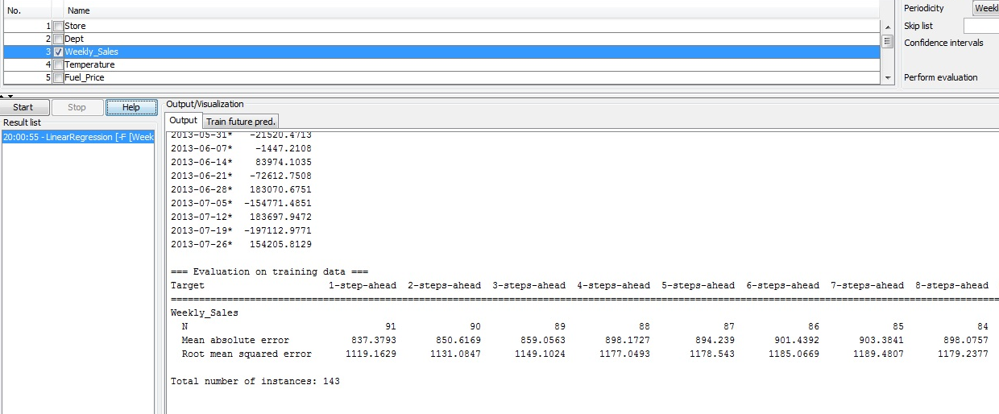 No. Name
1 Store
2 Dept
3 Weekly_Sales
4 Temperature
5 Fuel_Price
Periodicity Weekl
Skip list
Confidence intervals
Perform evaluation
Start Stop Help
Result list
20:00:55 - LinearRegression [-F [Week
Output/Visualization
Output Train future pred.
2013-05-31* -21520.4713
2013-06-07* -1447.2108
2013-06-14* 83974.1035
2013-06-21* -72612.7508
2013-06-28* 183070.6751
2013-07-05* -154771.4851
2013-07-12* 183697.9472
2013-07-19* -197112.9771
2013-07-26* 154205.8129
=== Evaluation on training data ===
Target 1-step-ahead 2-steps-ahead 3-steps-ahead 4-steps-ahead 5-steps-ahead 6-steps-ahead 7-steps-ahead 8-steps-ahead
Weekly_Sales
N 91 90 89 88 87 86 85 84
Mean absolute error 837.3793 850.6169 859.0563 898.1727 894.239 901.4392 903.3841 898.0757
Root mean squared error 1119.1629 1131.0847 1149.1024 1177.0493 1178.543 1185.0669 1189.4807 1179.2377
Total number of instances: 143